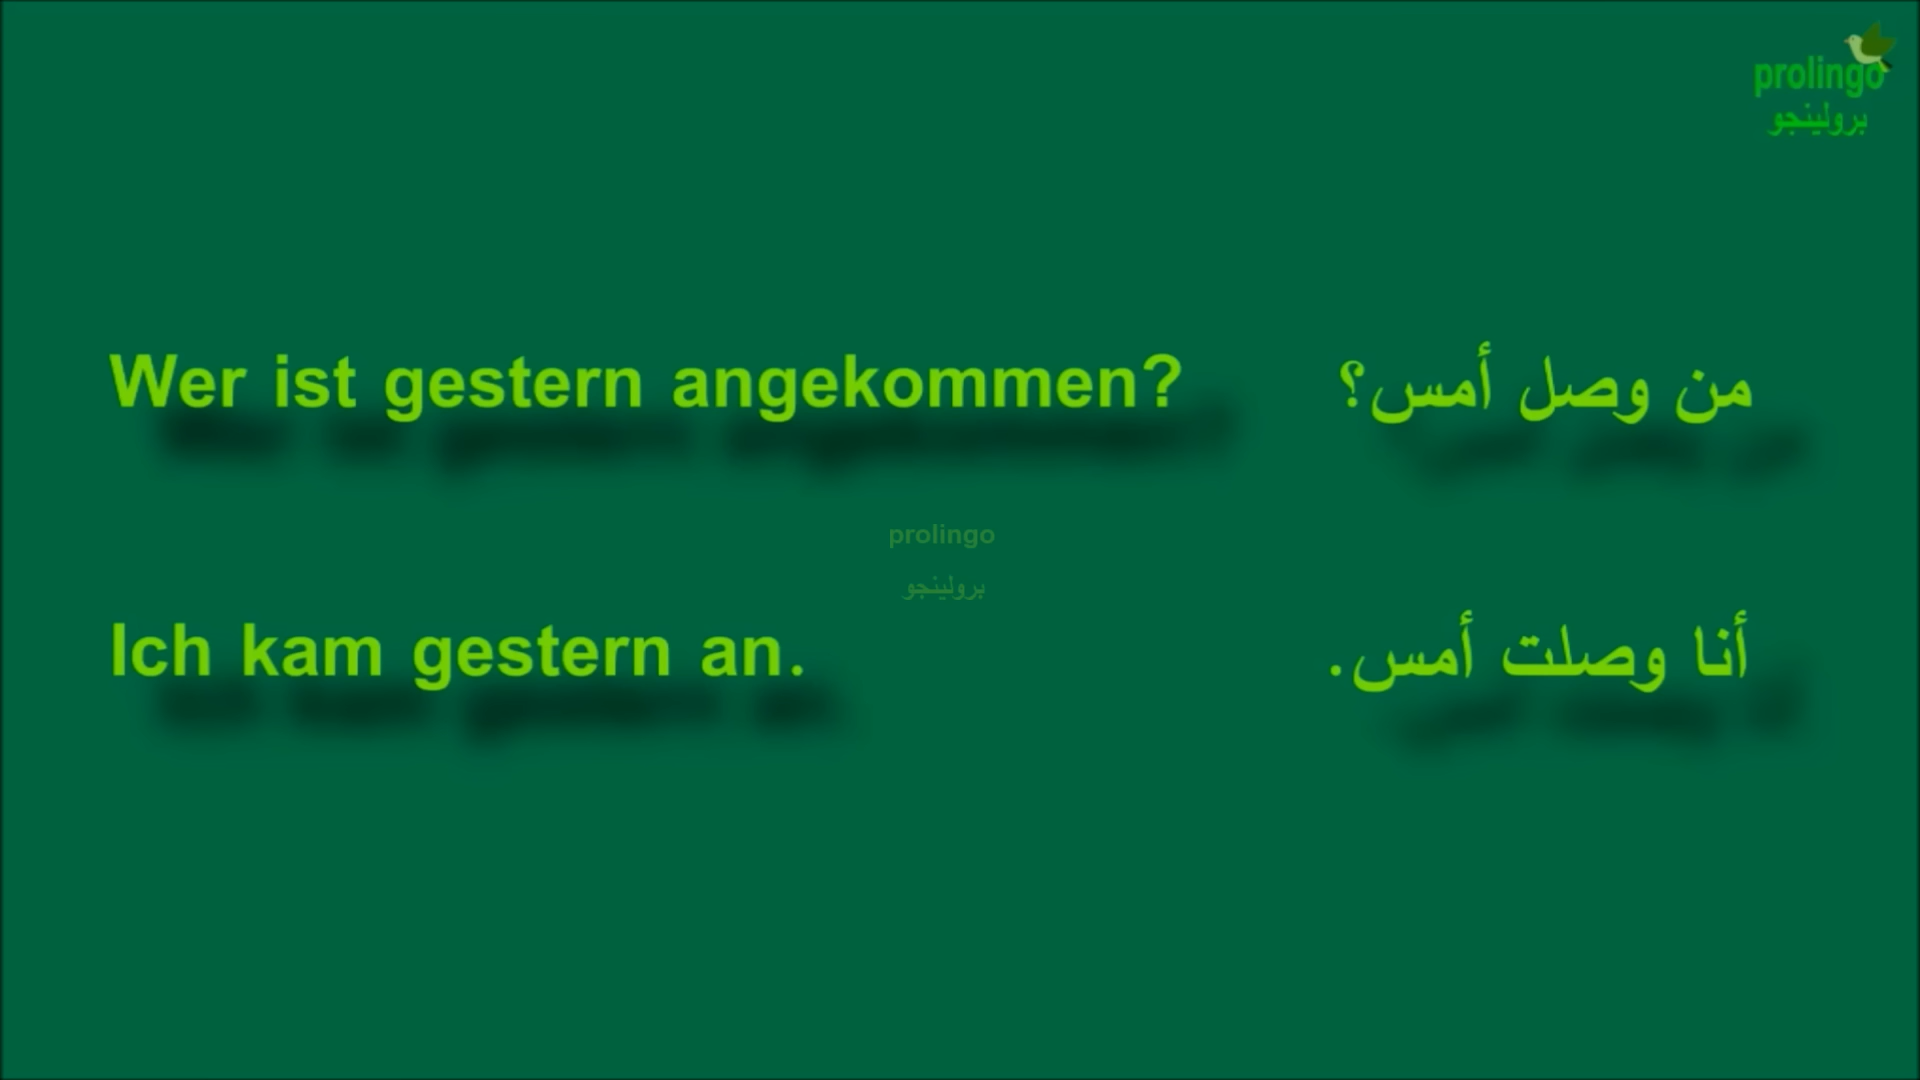 prolingo
برولينجو
Wer ist gestern angekommen? من وصل أمس؟
prolingo
برولينجو
Ich kam gestern an. أنا وصلت أمس.